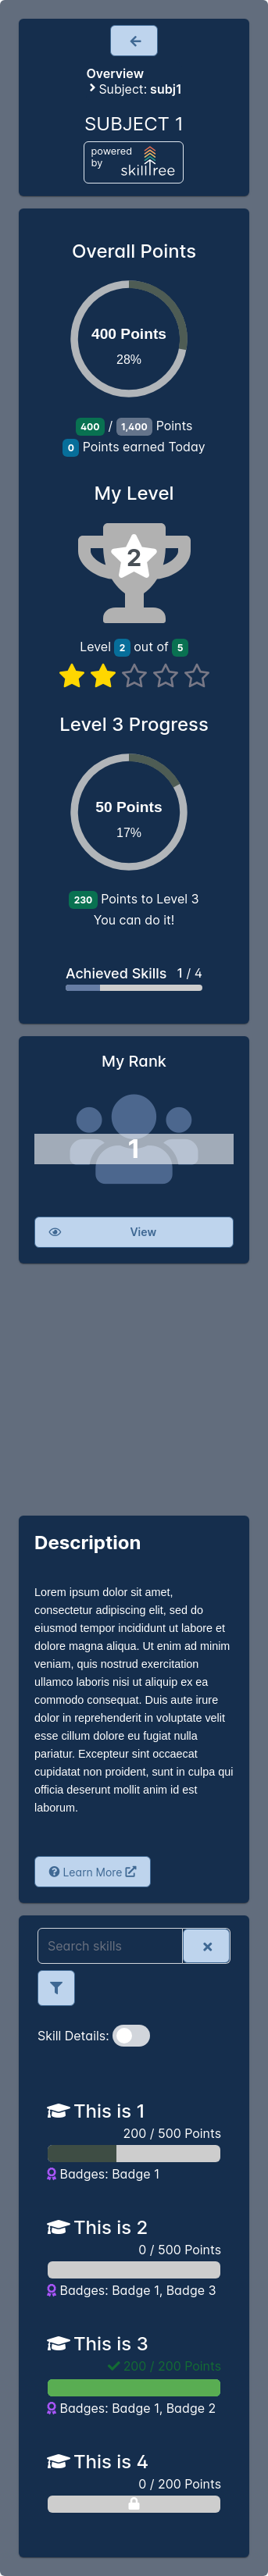 Overview
Subject: subj1
SUBJECT 1
powered
by
skilltree
Overall Points
400 Points
28%
400 / 1,400 Points
0 Points earned Today
My Level
2
Level 2 out of 5
Level 3 Progress
50 Points
17%
230 Points to Level 3
You can do it!
Achieved Skills 1 / 4
My Rank
1
View
Description
Lorem ipsum dolor sit amet,
consectetur adipiscing elit, sed do
eiusmod tempor incididunt ut labore et
dolore magna aliqua. Ut enim ad minim
veniam, quis nostrud exercitation
ullamco laboris nisi ut aliquip ex ea
commodo consequat. Duis aute irure
dolor in reprehenderit in voluptate velit
esse cillum dolore eu fugiat nulla
pariatur. Excepteur sint occaecat
cupidatat non proident, sunt in culpa qui
officia deserunt mollit anim id est
laborum.
Learn More
Search skills
Skill Details:
This is 1
200 / 500 Points
Badges: Badge 1
This is 2
0 / 500 Points
Badges: Badge 1, Badge 3
This is 3
200 / 200 Points
Badges: Badge 1, Badge 2
This is 4
0 / 200 Points